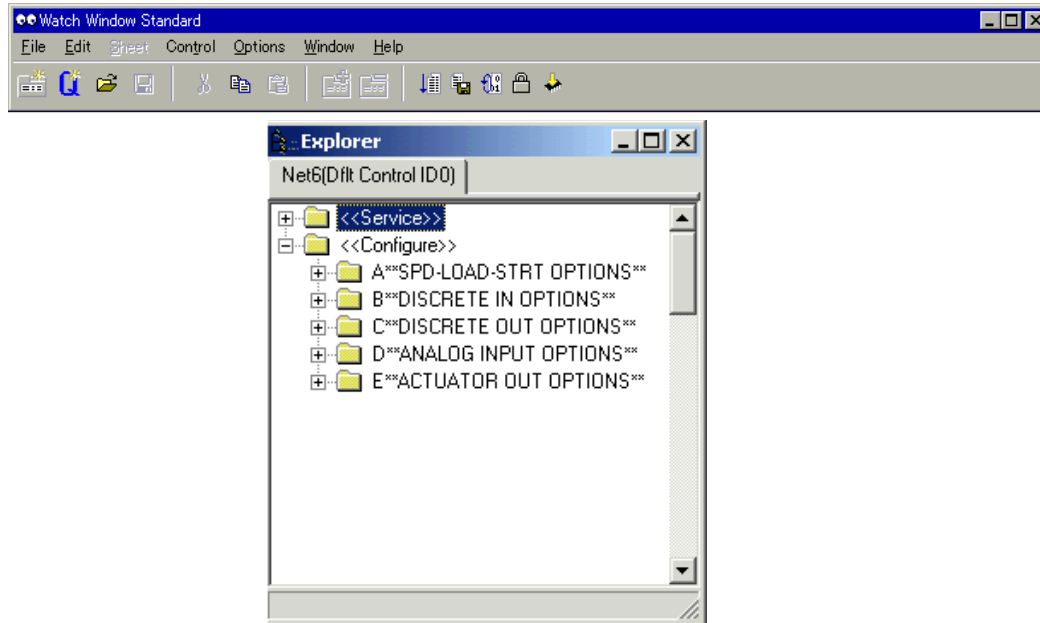 Watch Window Standard
File Edit Sheet Control Options Window Help
Explorer
Net6(Dflt Control ID0)
<<Service>>
<<Configure>>
A**SPD-LOAD-STRT OPTIONS**
B**DISCRETE IN OPTIONS**
C**DISCRETE OUT OPTIONS**
D**ANALOG INPUT OPTIONS**
E**ACTUATOR OUT OPTIONS**